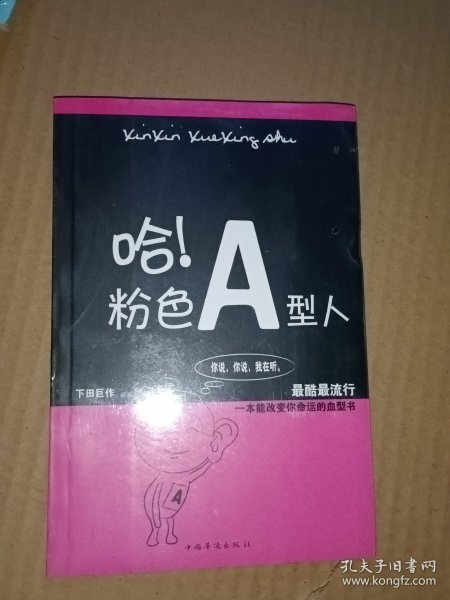 XinXin XueXing shu
哈!
粉色A型人
你说，你说，我在听。
下田巨作
最酷最流行
一本能改变你命运的血型书
A
中国华侨出版社
孔夫子旧书网
www.kongfz.com